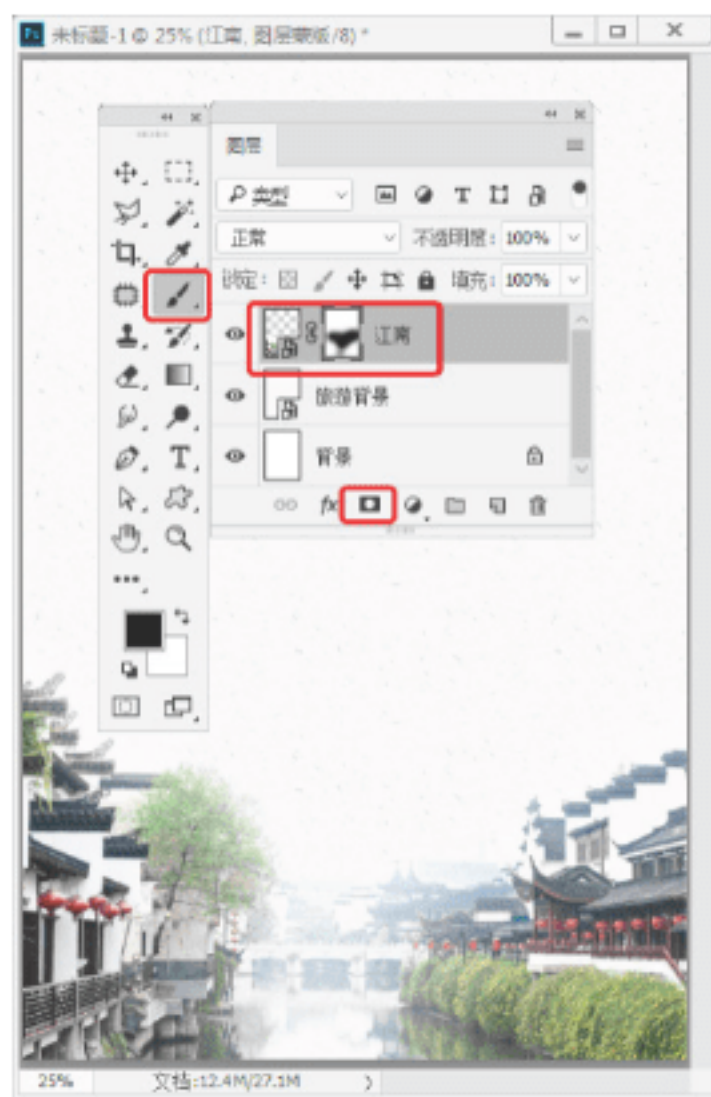 Ps 未标题-1 @ 25% (江南, 图层蒙版/8) *
图层
类型
正常 不透明度: 100%
锁定: 填充: 100%
江南
旅游背景
背景
fx
25% 文档:12.4M/27.1M